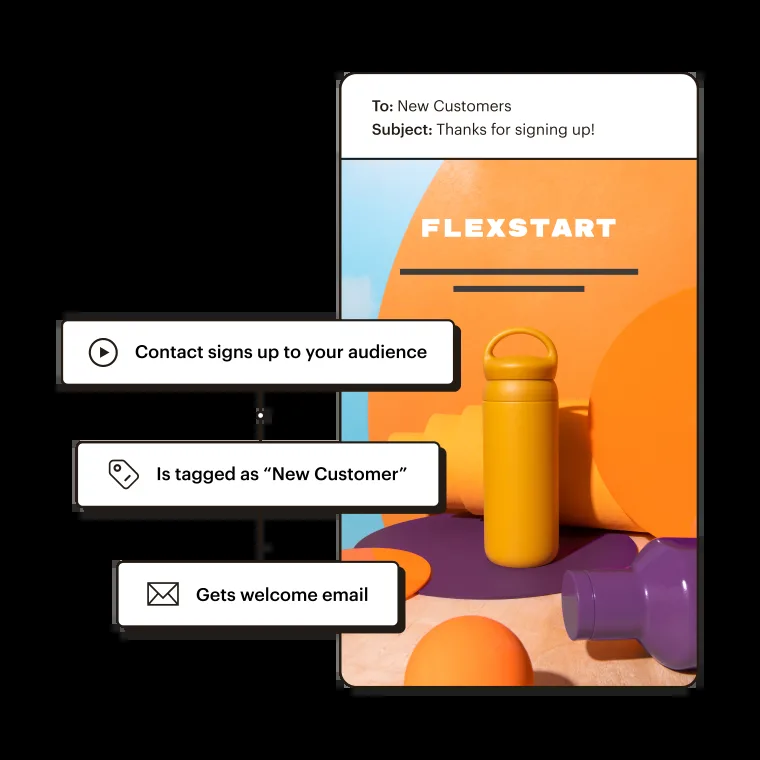 To: New Customers
Subject: Thanks for signing up!
FLEXSTART
Contact signs up to your audience
Is tagged as “New Customer”
Gets welcome email